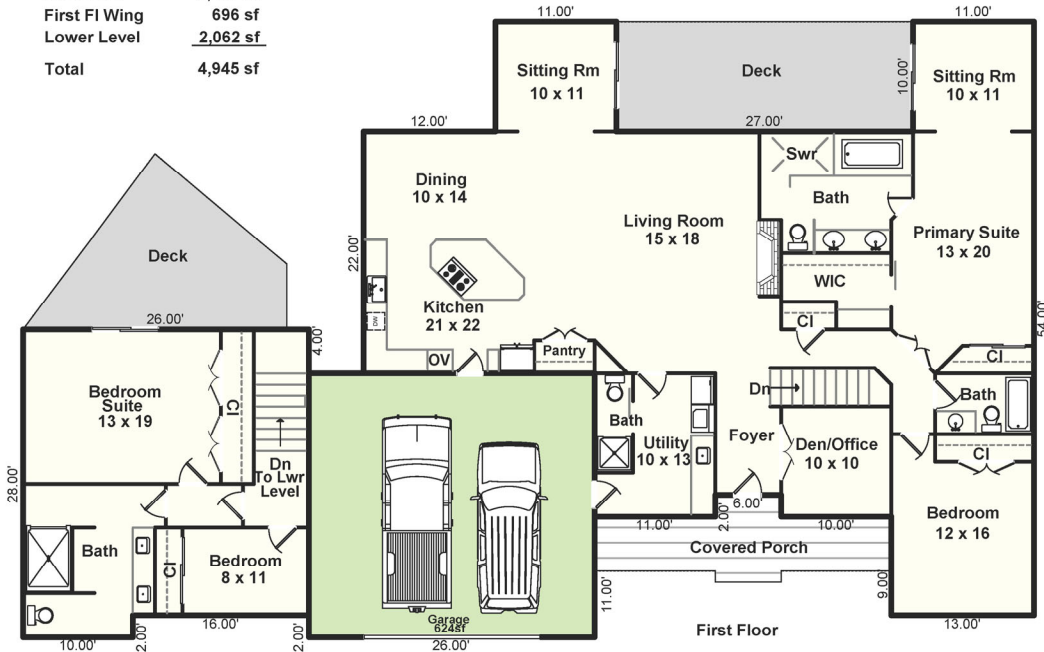 First Fl Wing 696 sf
Lower Level 2,062 sf
Total 4,945 sf
11.00'
11.00'
Sitting Rm
10 x 11
Deck
10.00'
Sitting Rm
10 x 11
12.00'
27.00'
Swr
Dining
10 x 14
Bath
Living Room
15 x 18
Primary Suite
13 x 20
22.00'
Deck
WIC
Kitchen
21 x 22
DW
Cl
54.00'
26.00'
4.00'
OV
Pantry
Cl
Bedroom
Suite
13 x 19
Cl
Dn
Bath
Bath
Foyer
Utility
10 x 13
Den/Office
10 x 10
Cl
Dn
To Lwr
Level
28.00'
6.00'
2.00'
11.00'
10.00'
Bedroom
12 x 16
Bath
Covered Porch
Cl
Bedroom
8 x 11
11.00'
9.00'
Garage
624sf
16.00'
First Floor
13.00'
10.00'
2.00'
2.00'
26.00'